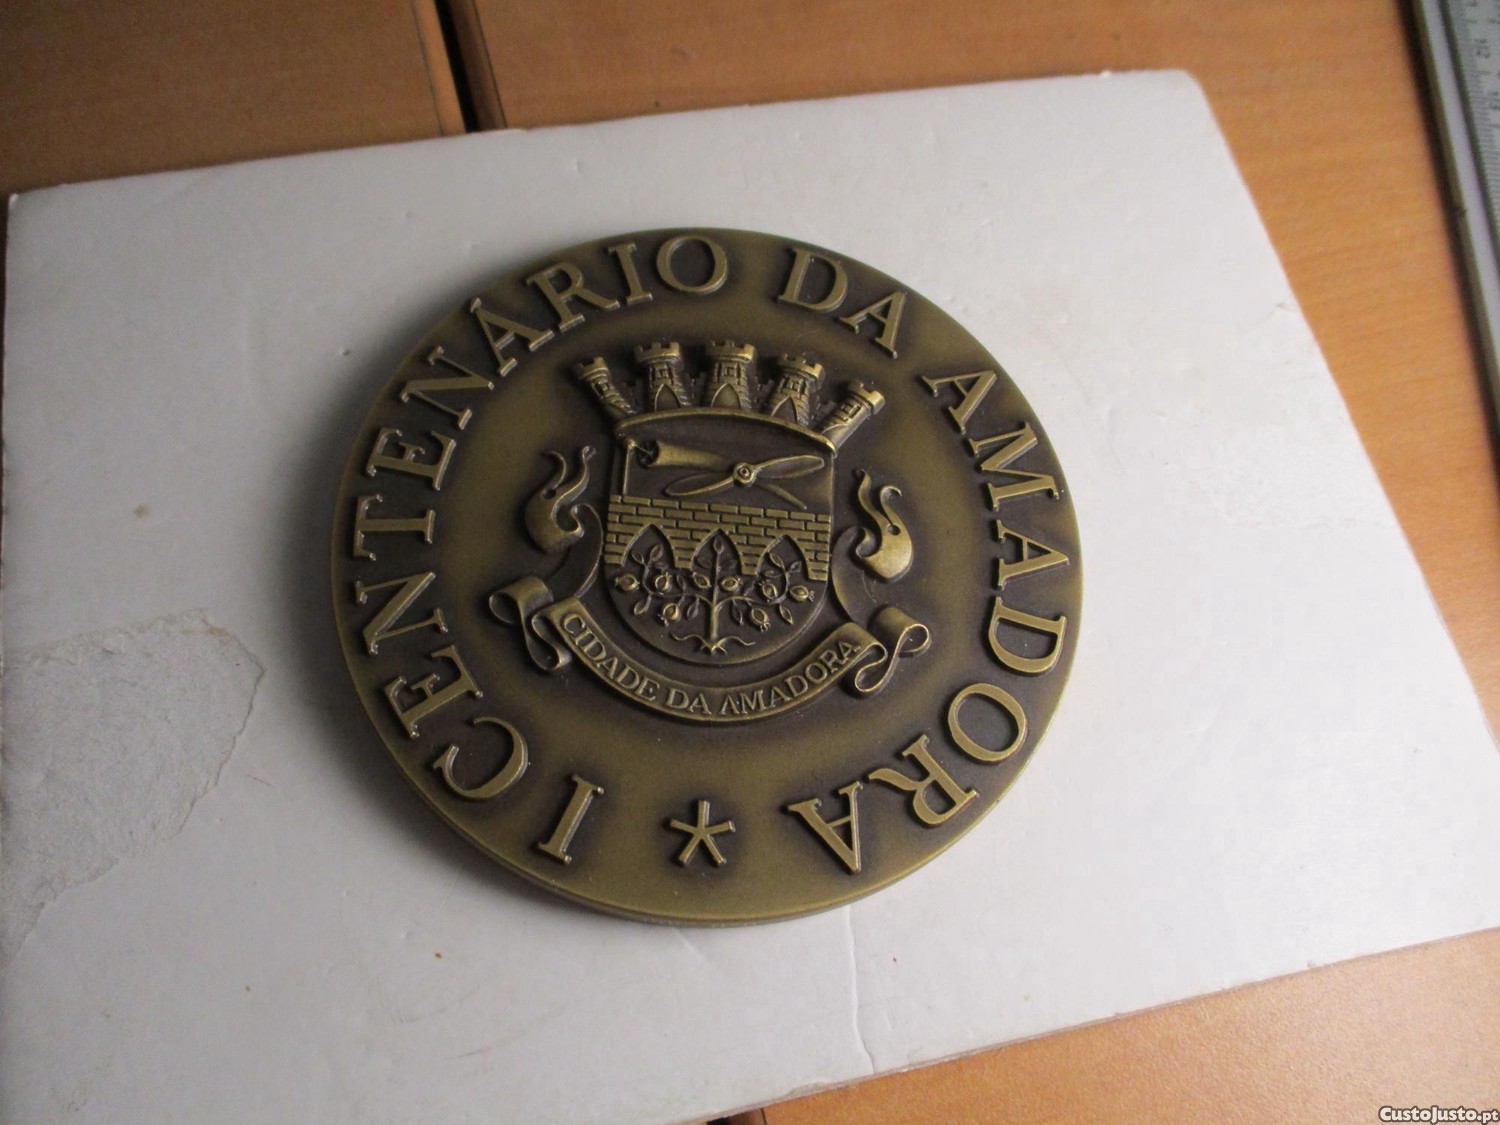 I CENTENÁRIO DA AMADORA *
CIDADE DA AMADORA
CustoJusto.pt